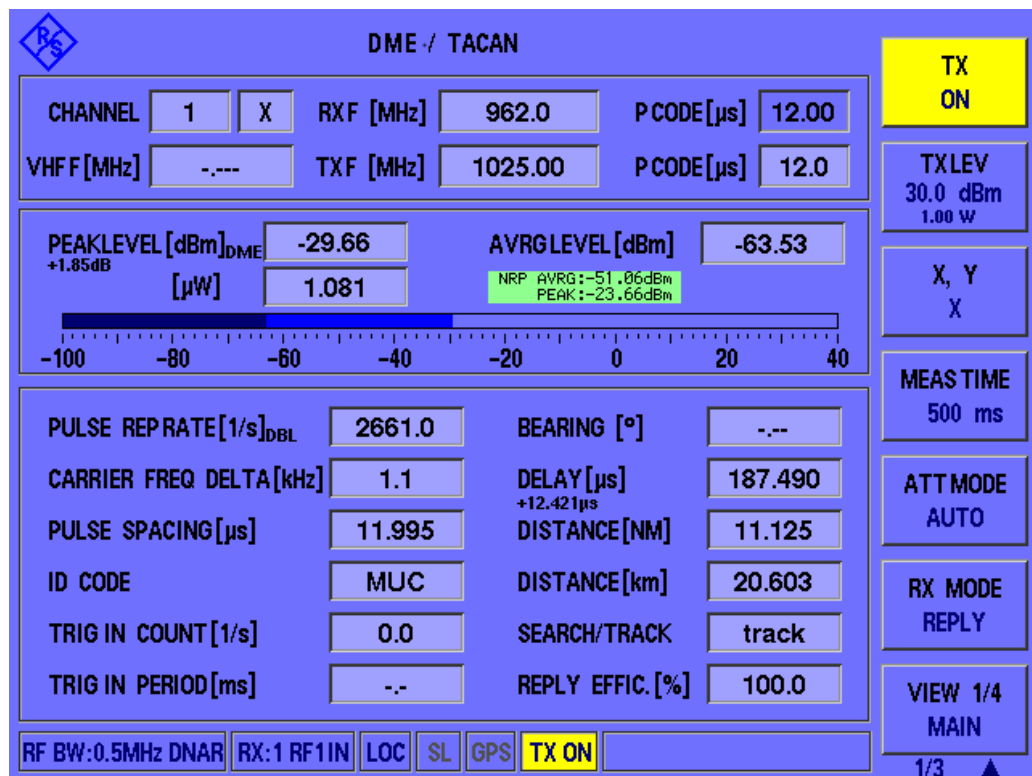 R/S
DME / TACAN
CHANNEL 1 X RXF [MHz] 962.0 P CODE[µs] 12.00
VHF F[MHz] -.--- TXF [MHz] 1025.00 P CODE[µs] 12.0
PEAKLEVEL[dBm]DME -29.66 AVRGLEVEL[dBm] -63.53
+1.85dB
[µW] 1.081 NRP AVRG:-51.06dBm
PEAK:-23.66dBm
-100 -80 -60 -40 -20 0 20 40
PULSE REP RATE[1/s]DBL 2661.0 BEARING [°] -.--
CARRIER FREQ DELTA[kHz] 1.1 DELAY[µs] 187.490
+12.421µs
PULSE SPACING[µs] 11.995 DISTANCE[NM] 11.125
ID CODE MUC DISTANCE[km] 20.603
TRIG IN COUNT[1/s] 0.0 SEARCH/TRACK track
TRIG IN PERIOD[ms] -.- REPLY EFFIC.[%] 100.0
RF BW:0.5MHz DNAR RX:1 RF1IN LOC SL GPS TX ON
TX
ON
TXLEV
30.0 dBm
1.00 W
X, Y
X
MEAS TIME
500 ms
ATT MODE
AUTO
RX MODE
REPLY
VIEW 1/4
MAIN
1/3